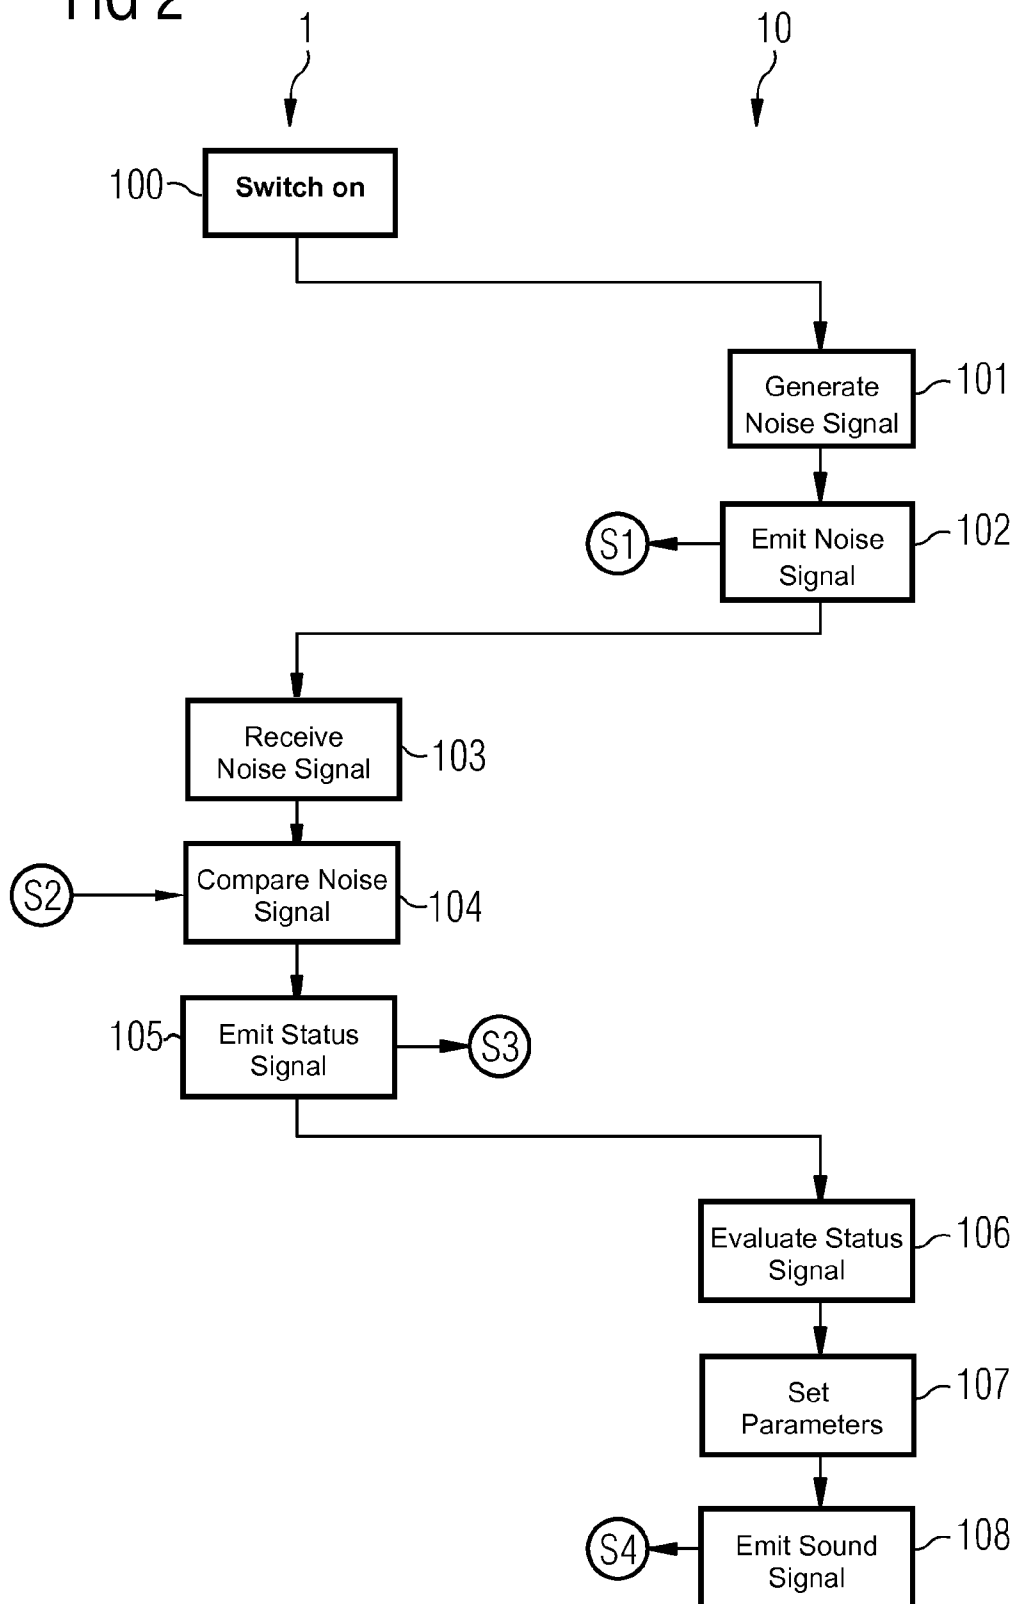 FIG 2
1
10
100
Switch on
Generate
Noise Signal
101
S1
Emit Noise
Signal
102
Receive
Noise Signal
103
S2
Compare Noise
Signal
104
105
Emit Status
Signal
S3
Evaluate Status
Signal
106
Set
Parameters
107
S4
Emit Sound
Signal
108